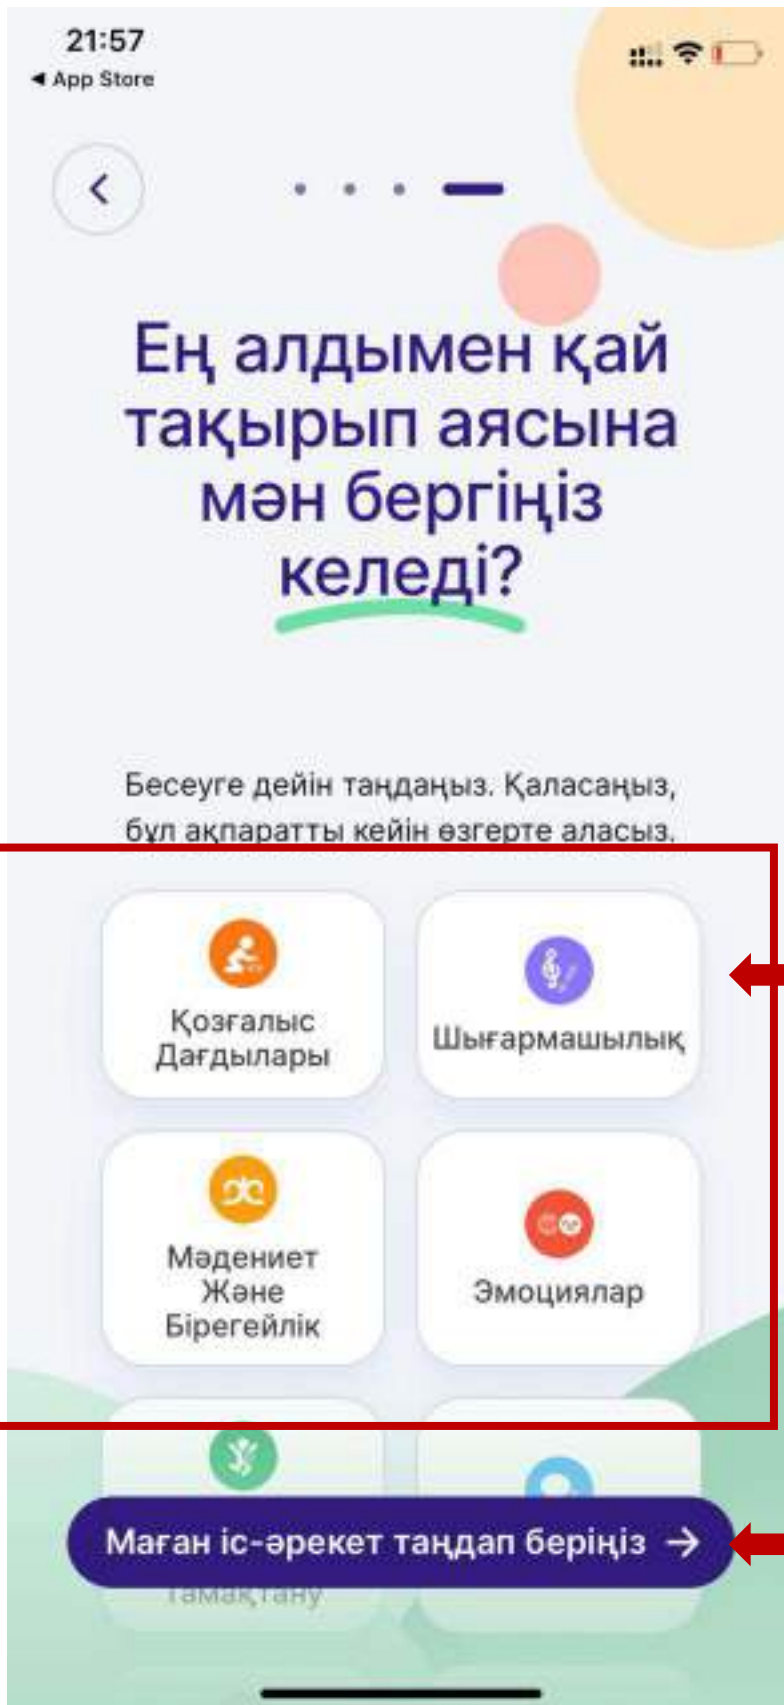 21:57
◀ App Store
Ең алдымен қай
тақырып аясына
мән бергіңіз
келеді?
Бесеуге дейін таңдаңыз. Қаласаңыз,
бұл ақпаратты кейін өзгерте аласыз.
Қозғалыс
Дағдылары
Шығармашылық
Мәдениет
Және
Бірегейлік
Эмоциялар
Маған іс-әрекет таңдап беріңіз →
Тамақтану